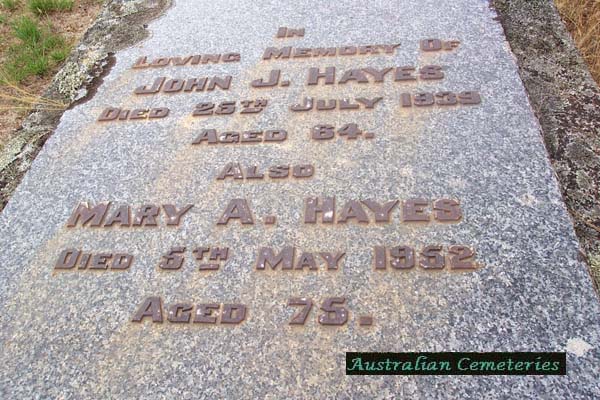 In
Loving Memory Of
John J. Hayes
Died 25th July 1939
Aged 64.
Also
Mary A. Hayes
Died 5th May 1952
Aged 75.
Australian Cemeteries